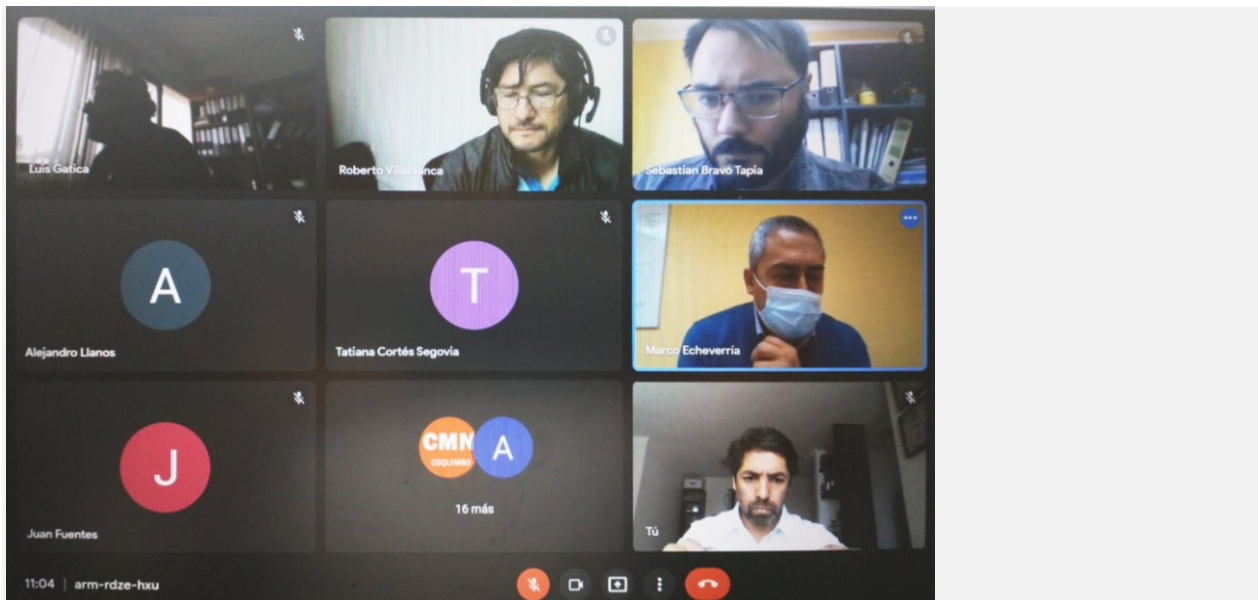 Luis Gatica
Roberto Villablanca
Sebastian Bravo Tapia
A
Alejandro Llanos
T
Tatiana Cortés Segovia
Marco Echeverría
J
Juan Fuentes
CMN
COQUIMBO
A
16 más
Tú
11:04 | arm-rdze-hxu